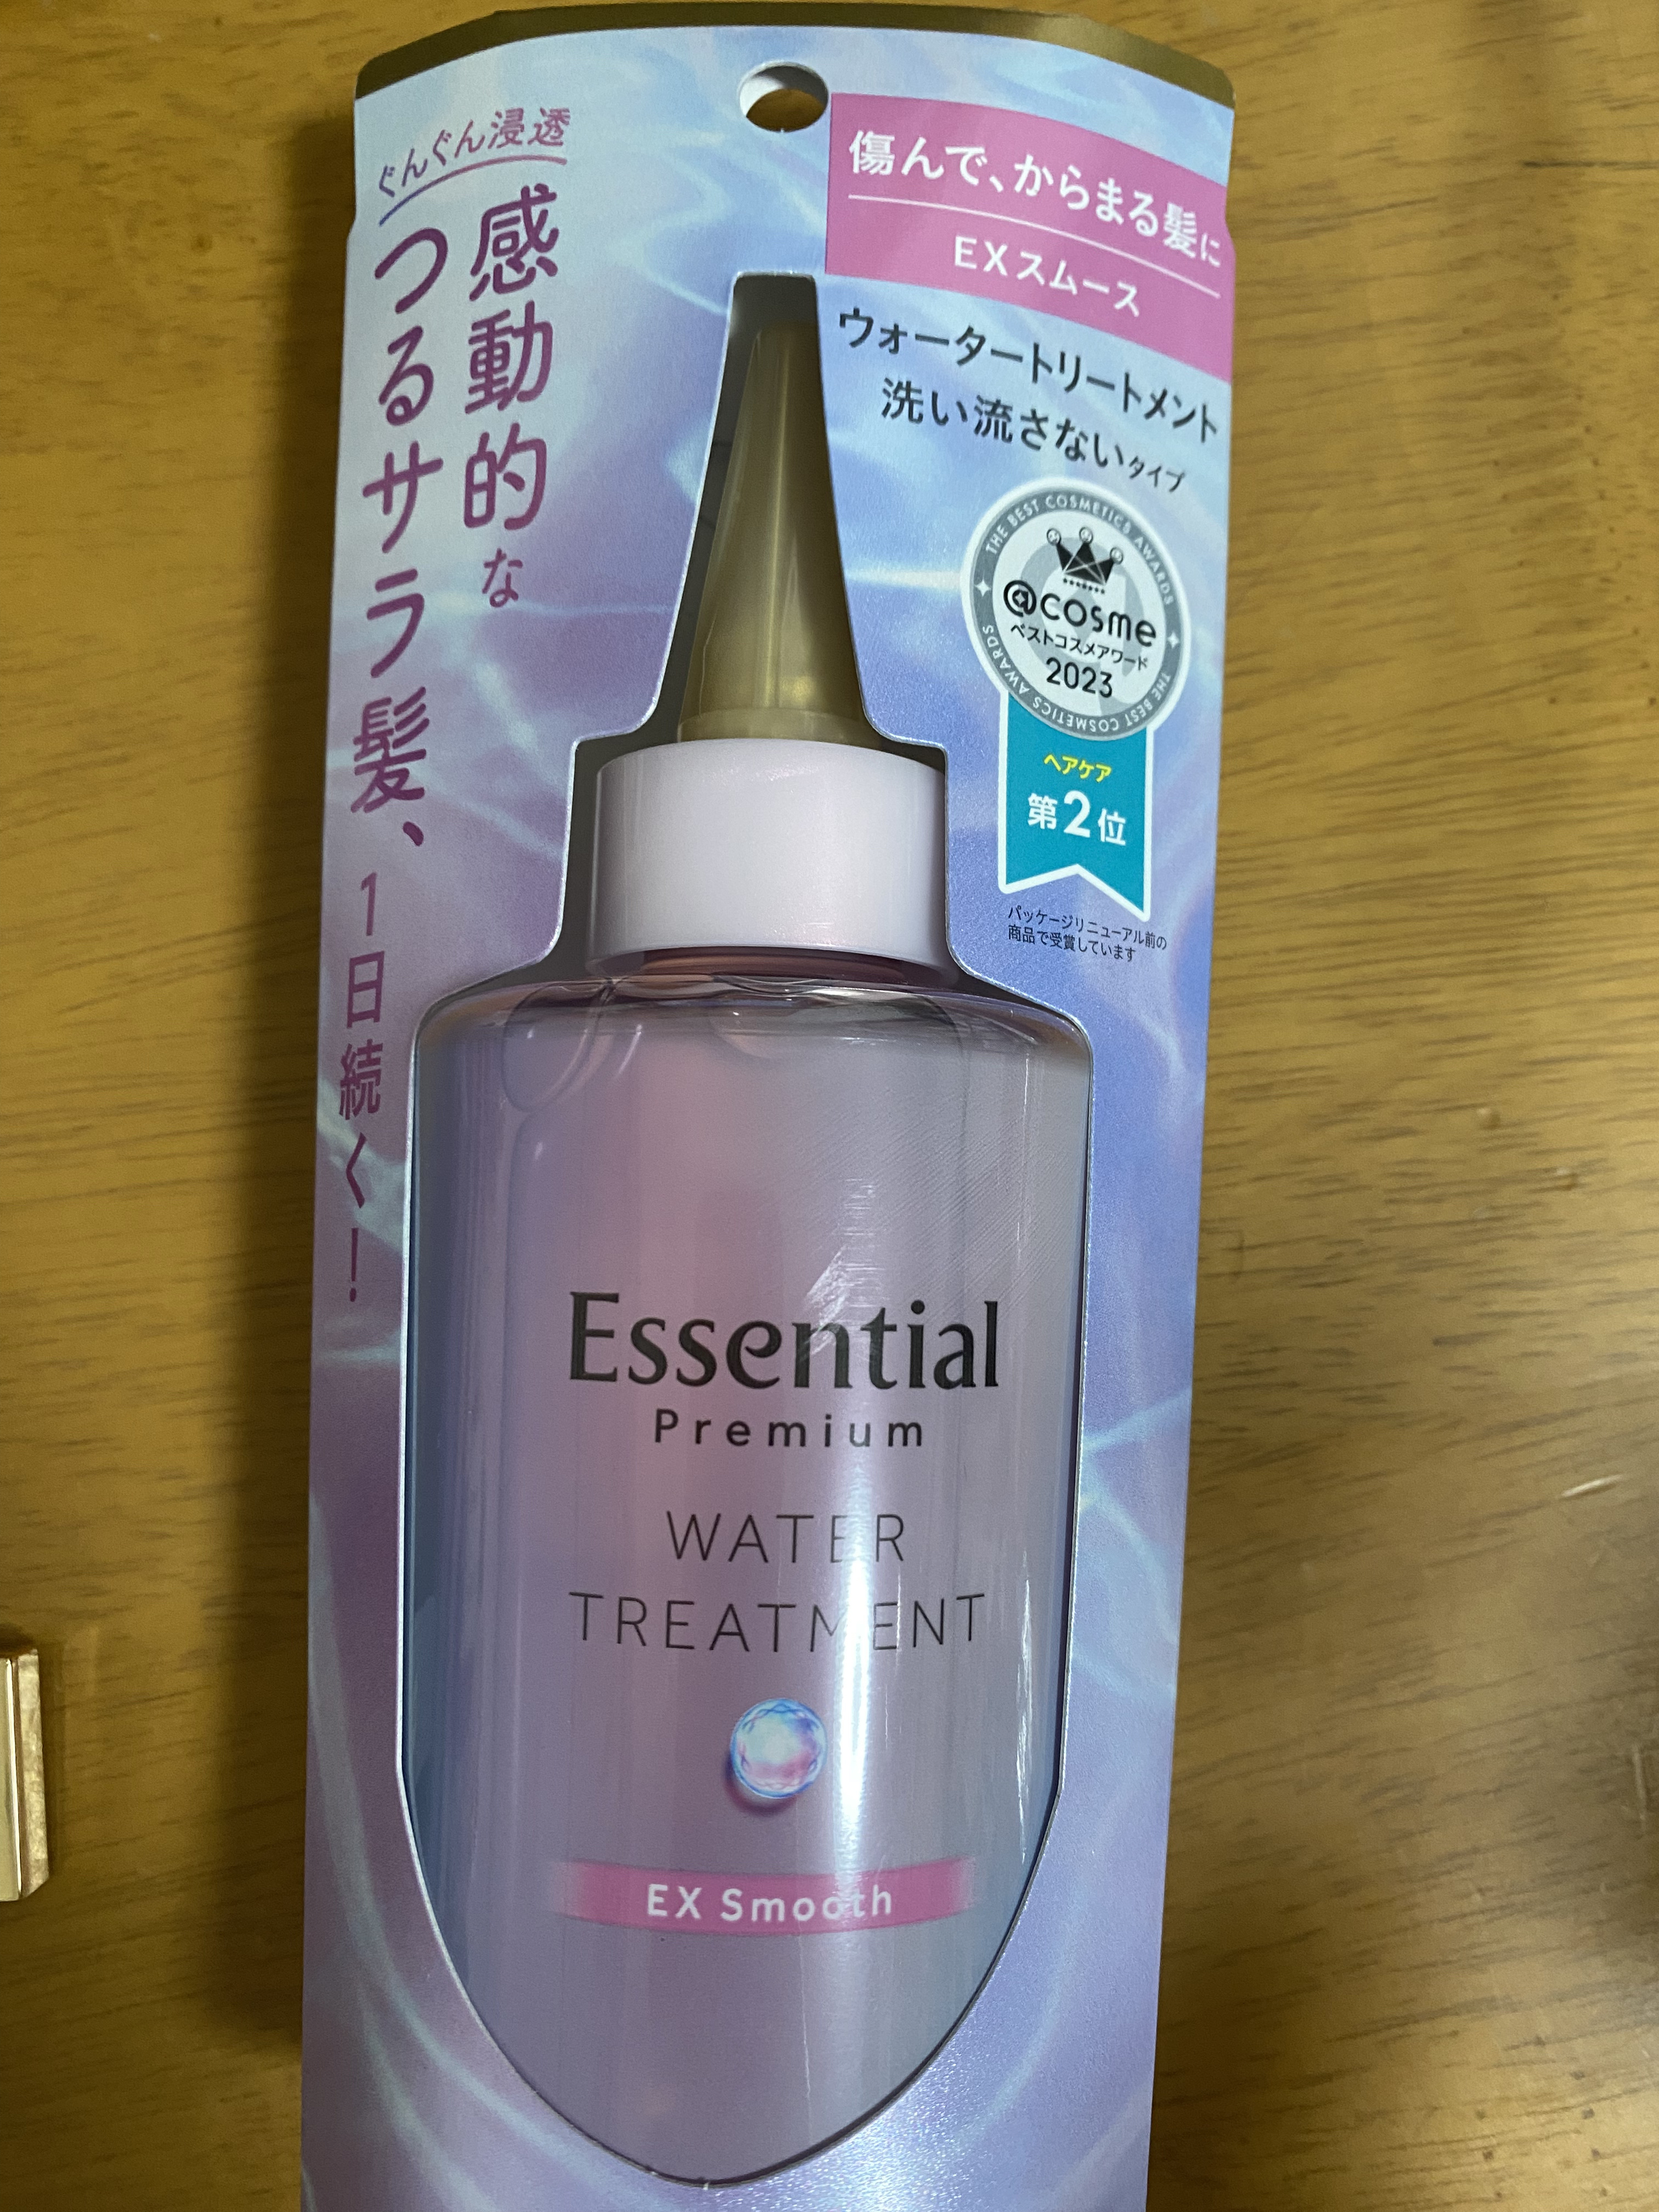 ぐんぐん浸透
感動的な
つるサラ髪、
1日続く!
傷んで、からまる髪に
EXスムース
ウォータートリートメント
洗い流さないタイプ
THE BEST COSMETICS AWARDS
@cosme
ベストコスメアワード
2023
THE BEST COSMETICS AWARDS
ヘアケア
第2位
パッケージリニューアル前の
商品で受賞しています
Essential
Premium
WATER
TREATMENT
EX Smooth